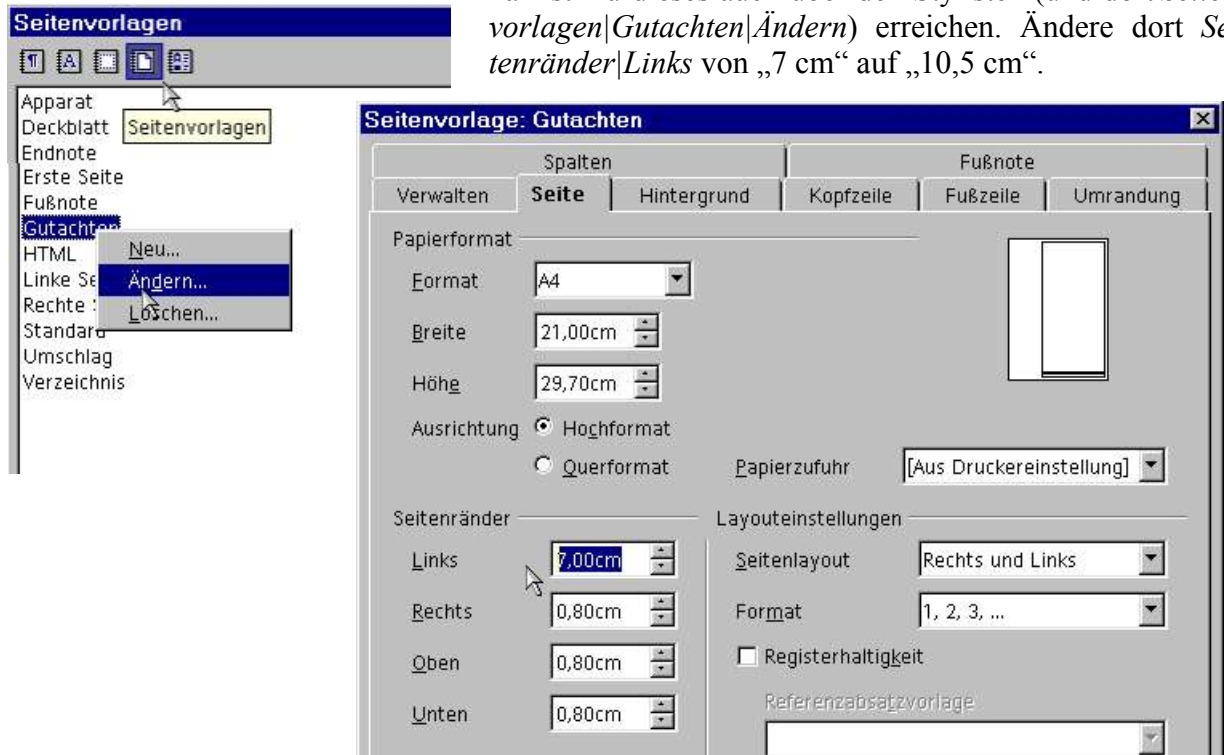 vorlagen|Gutachten|Ändern) erreichen. Ändere dort
tenränder|Links von „7 cm“ auf „10,5 cm“.
Seitenvorlagen
Apparat
Deckblatt
Seitenvorlagen
Endnote
Erste Seite
Fußnote
Gutachten
HTML
Linke
Rechte
Standard
Umschlag
Verzeichnis
Neu...
Ändern...
Löschen...
Seitenvorlage: Gutachten
Spalten Fußnote
Verwalten Seite Hintergrund Kopfzeile Fußzeile Umrandung
Papierformat
Format A4
Breite 21,00cm
Höhe 29,70cm
Ausrichtung Hochformat
Querformat Papierzufuhr [Aus Druckereinstellung]
Seitenränder Layouteinstellungen
Links 7,00cm Seitenlayout Rechts und Links
Rechts 0,80cm Format 1, 2, 3, ...
Oben 0,80cm Registerhaltigkeit
Unten 0,80cm Referenzabsatzvorlage